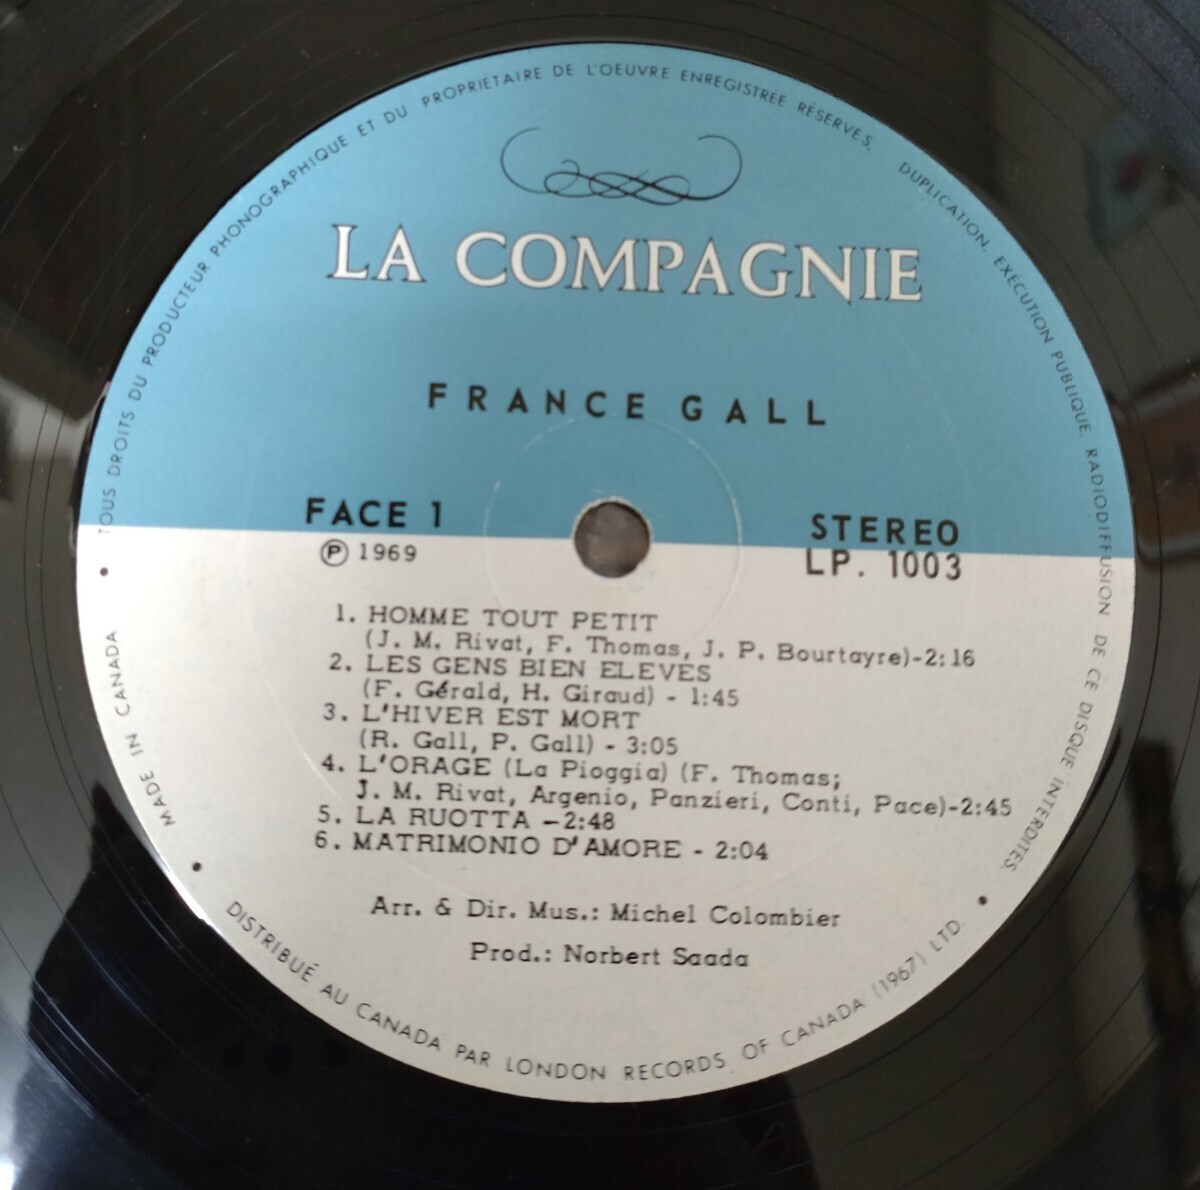 TOUS DROITS DU PRODUCTEUR PHONOGRAPHIQUE ET DU PROPRIÉTAIRE DE L'OEUVRE ENREGISTRÉE RÉSERVÉS. DUPLICATION, EXÉCUTION PUBLIQUE, RADIODIFFUSION DE CE DISQUE INTERDITES.
LA COMPAGNIE
FRANCE GALL
FACE 1
℗ 1969
STEREO
LP. 1003
1. HOMME TOUT PETIT
(J. M. Rivat, F. Thomas, J. P. Bourtayre)-2:16
2. LES GENS BIEN ELEVES
(F. Gérald, H. Giraud) - 1:45
3. L'HIVER EST MORT
(R. Gall, P. Gall) - 3:05
4. L'ORAGE (La Pioggia) (F. Thomas;
J. M. Rivat, Argenio, Panzieri, Conti, Pace)-2:45
5. LA RUOTTA -2:48
6. MATRIMONIO D'AMORE - 2:04
Arr. & Dir. Mus.: Michel Colombier
Prod.: Norbert Saada
MADE IN CANADA
DISTRIBUÉ AU CANADA PAR LONDON RECORDS OF CANADA (1967) LTD.